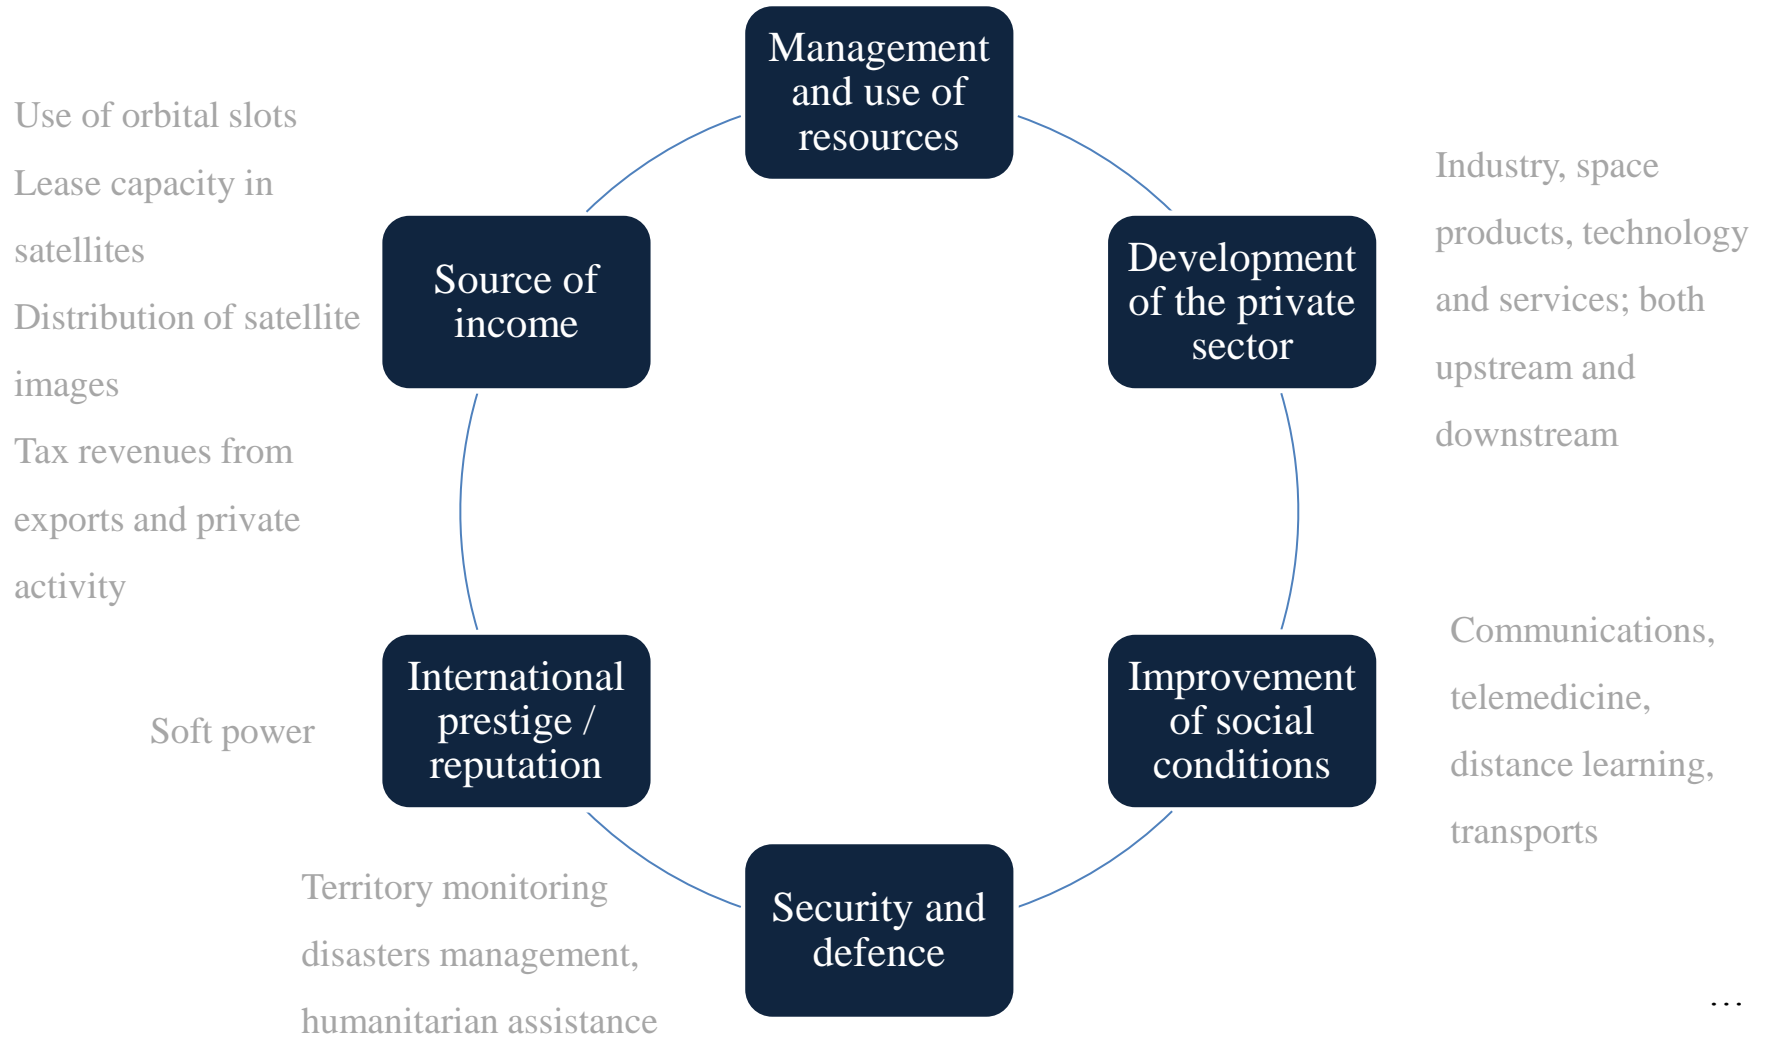 Management
and use of
resources
Use of orbital slots
Lease capacity in
satellites
Distribution of satellite
images
Tax revenues from
exports and private
activity
Source of
income
Development
of the private
sector
Industry, space
products, technology
and services; both
upstream and
downstream
International
prestige /
reputation
Soft power
Improvement
of social
conditions
Communications,
telemedicine,
distance learning,
transports
Territory monitoring
disasters management,
humanitarian assistance
Security and
defence
…